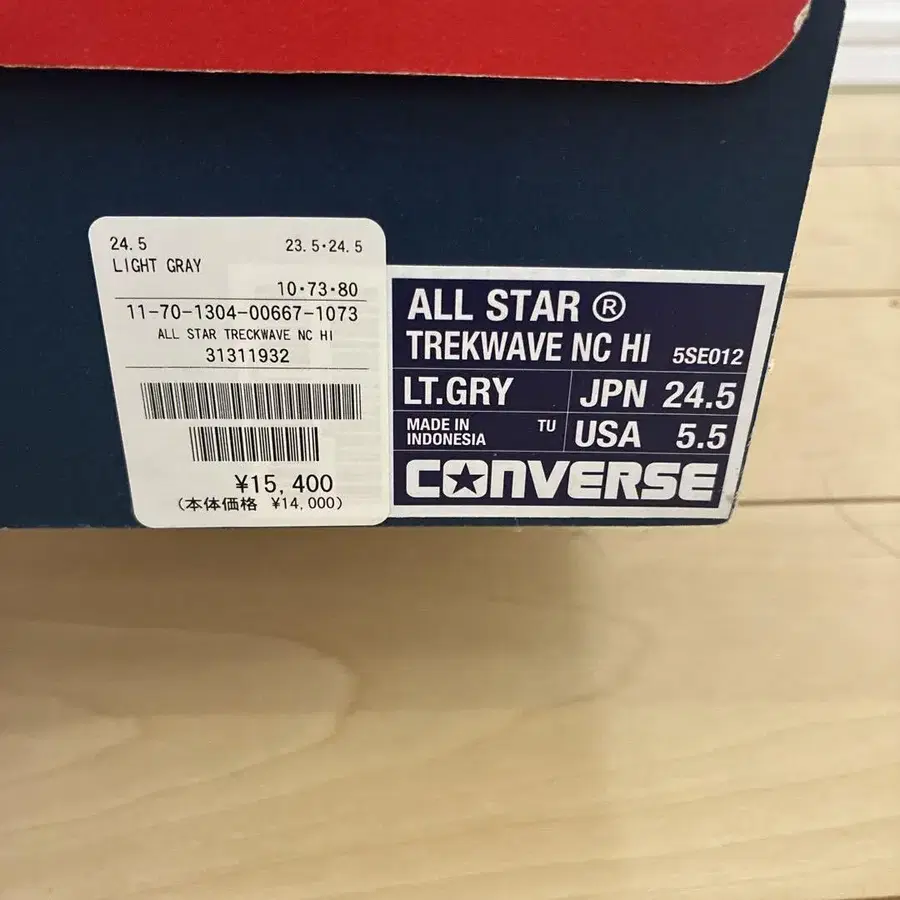 24.5 23.5・24.5
LIGHT GRAY
10・73・80
11-70-1304-00667-1073
ALL STAR TRECKWAVE NC HI
31311932
¥15,400
(本体価格 ¥14,000)
ALL STAR ®
TREKWAVE NC HI 5SE012
LT.GRY JPN 24.5
MADE IN
INDONESIA TU USA 5.5
CONVERSE